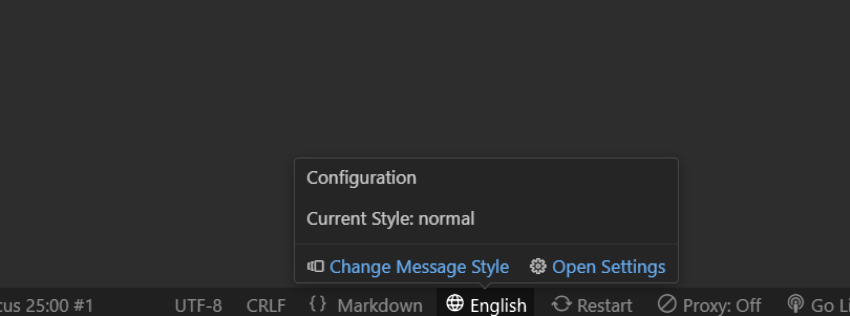 Configuration
Current Style: normal
Change Message Style Open Settings
cus 25:00 #1 UTF-8 CRLF {} Markdown English Restart Proxy: Off Go Li